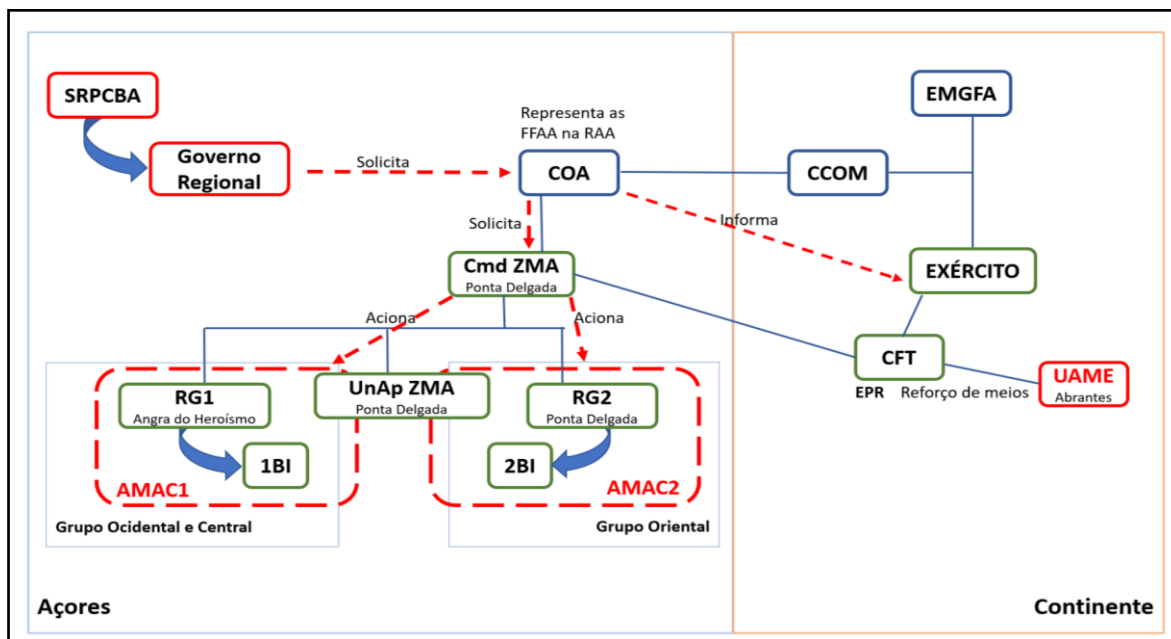 SRPCBA
EMGFA
Representa as
FFAA na RAA
Governo
Regional
Solicita
COA
CCOM
Solicita
Informa
Cmd ZMA
Ponta Delgada
EXÉRCITO
Aciona
Aciona
CFT
EPR
Reforço de meios
UAME
Abrantes
RG1
Angra do Heroísmo
UnAp ZMA
Ponta Delgada
RG2
Ponta Delgada
1BI
2BI
AMAC1
AMAC2
Grupo Ocidental e Central
Grupo Oriental
Açores
Continente